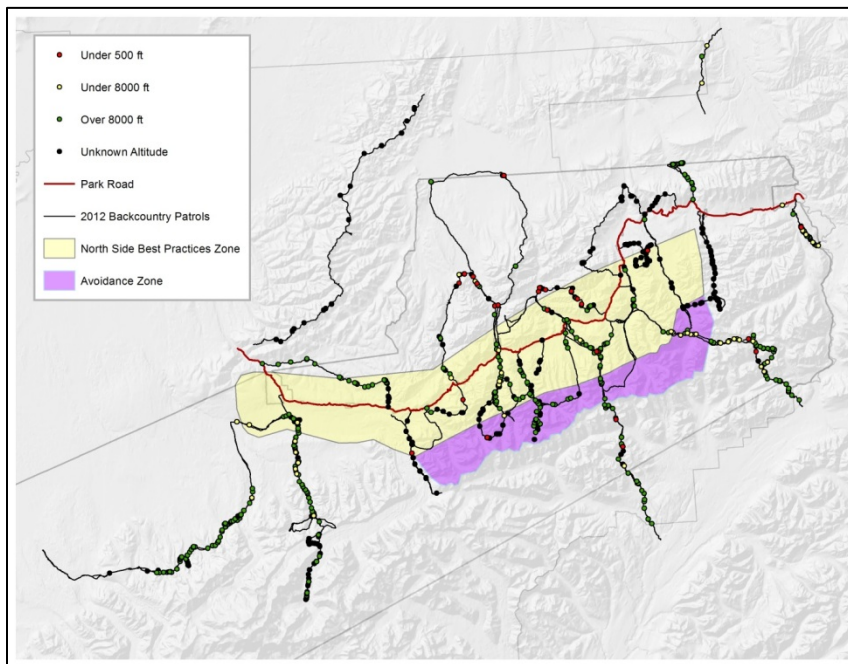 Under 500 ft
Under 8000 ft
Over 8000 ft
Unknown Altitude
Park Road
2012 Backcountry Patrols
North Side Best Practices Zone
Avoidance Zone